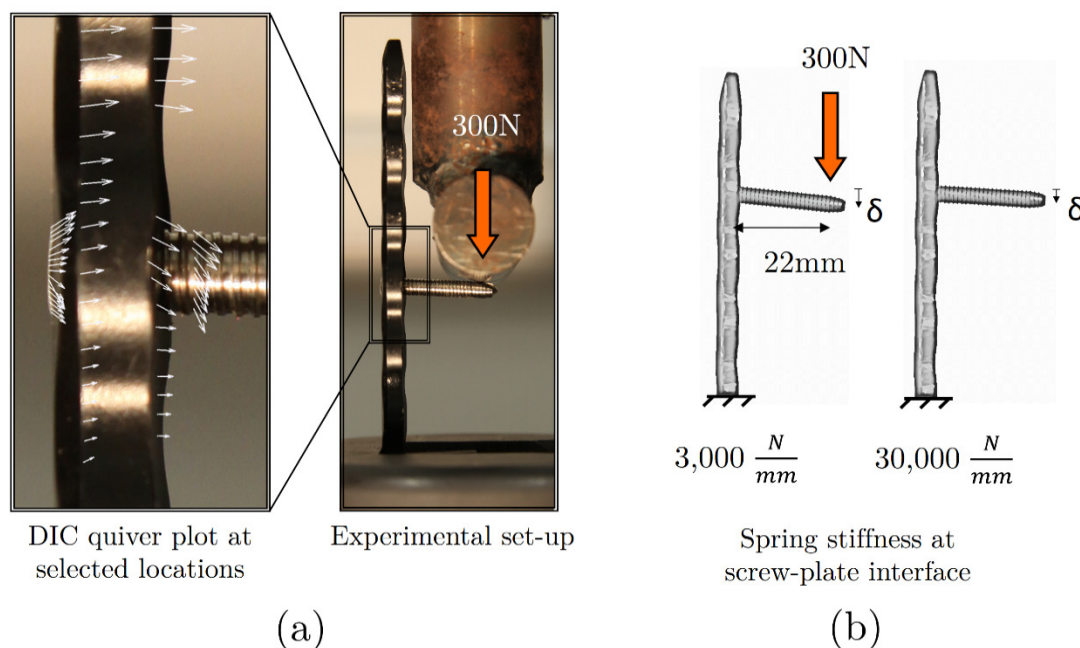 300N
DIC quiver plot at
selected locations
Experimental set-up
(a)
300N
δ
δ
22mm
3,000 N/mm
30,000 N/mm
Spring stiffness at
screw-plate interface
(b)